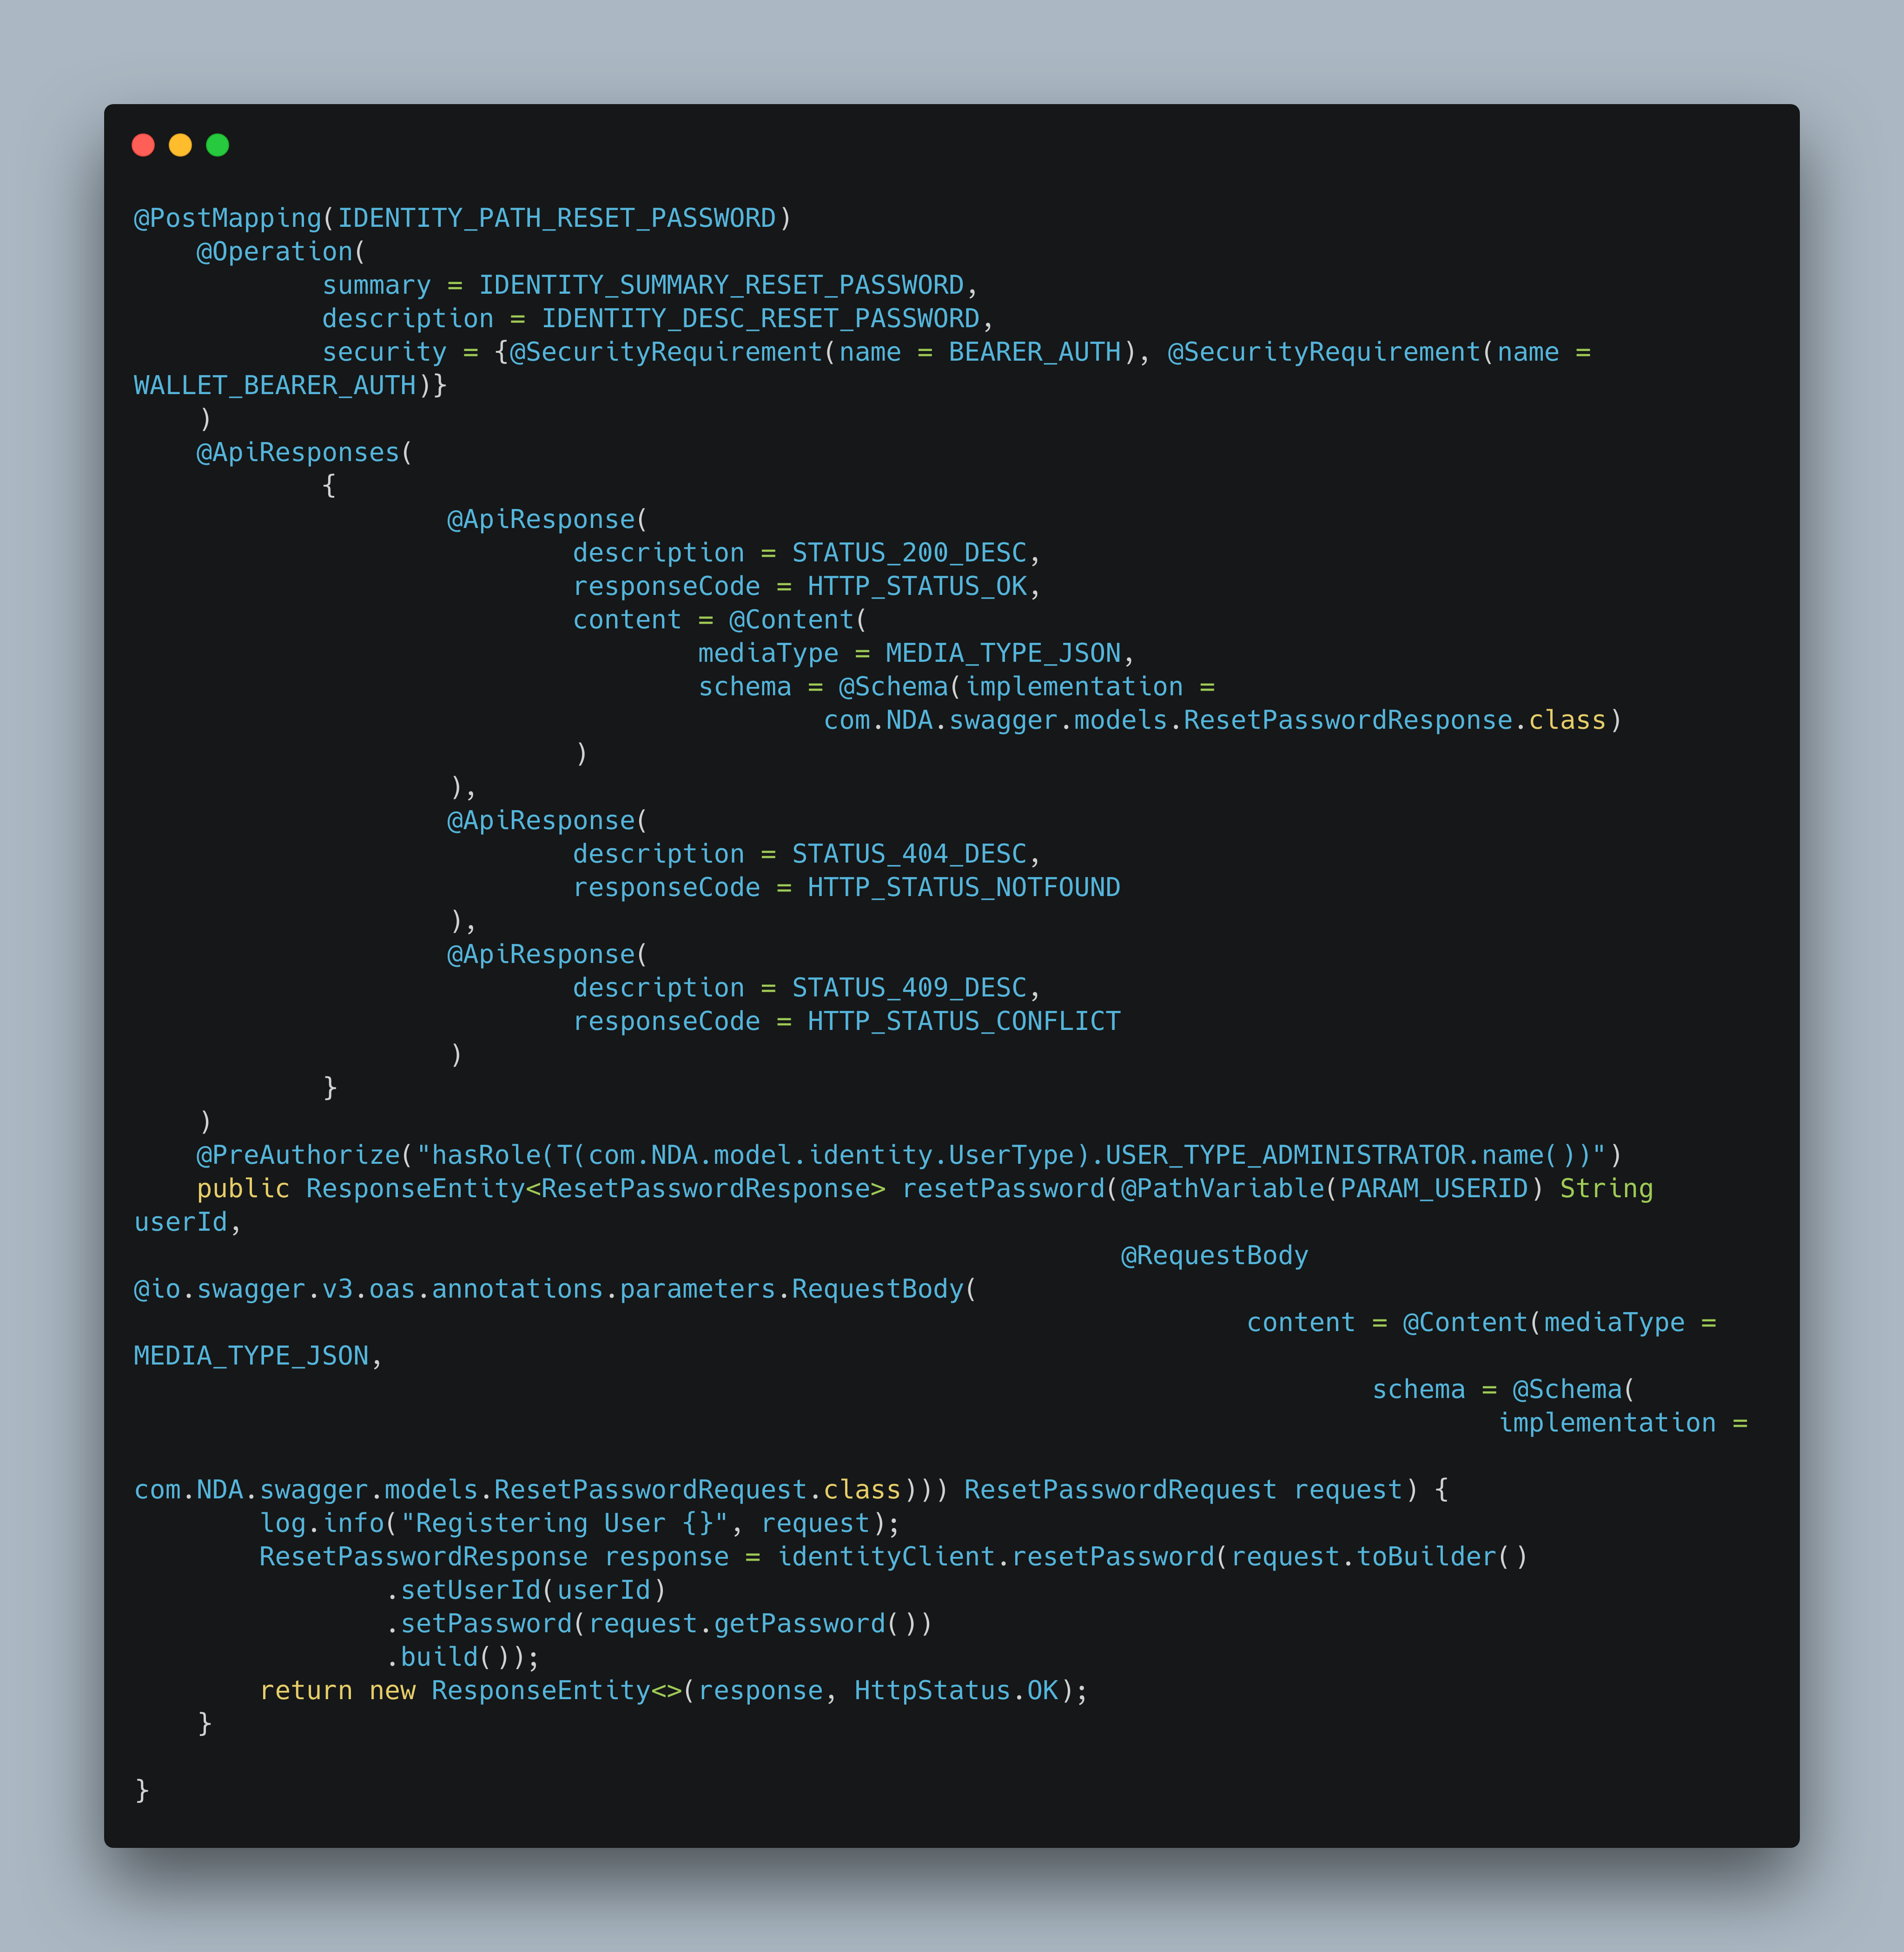 @PostMapping(IDENTITY_PATH_RESET_PASSWORD)
    @Operation(
            summary = IDENTITY_SUMMARY_RESET_PASSWORD,
            description = IDENTITY_DESC_RESET_PASSWORD,
            security = {@SecurityRequirement(name = BEARER_AUTH), @SecurityRequirement(name =
WALLET_BEARER_AUTH)}
    )
    @ApiResponses(
            {
                    @ApiResponse(
                            description = STATUS_200_DESC,
                            responseCode = HTTP_STATUS_OK,
                            content = @Content(
                                    mediaType = MEDIA_TYPE_JSON,
                                    schema = @Schema(implementation =
                                            com.NDA.swagger.models.ResetPasswordResponse.class)
                            )
                    ),
                    @ApiResponse(
                            description = STATUS_404_DESC,
                            responseCode = HTTP_STATUS_NOTFOUND
                    ),
                    @ApiResponse(
                            description = STATUS_409_DESC,
                            responseCode = HTTP_STATUS_CONFLICT
                    )
            }
    )
    @PreAuthorize("hasRole(T(com.NDA.model.identity.UserType).USER_TYPE_ADMINISTRATOR.name())")
    public ResponseEntity<ResetPasswordResponse> resetPassword(@PathVariable(PARAM_USERID) String
userId,
                                                               @RequestBody
@io.swagger.v3.oas.annotations.parameters.RequestBody(
                                                                       content = @Content(mediaType =
MEDIA_TYPE_JSON,
                                                                               schema = @Schema(
                                                                                       implementation =

com.NDA.swagger.models.ResetPasswordRequest.class))) ResetPasswordRequest request) {
        log.info("Registering User {}", request);
        ResetPasswordResponse response = identityClient.resetPassword(request.toBuilder()
                .setUserId(userId)
                .setPassword(request.getPassword())
                .build());
        return new ResponseEntity<>(response, HttpStatus.OK);
    }

}